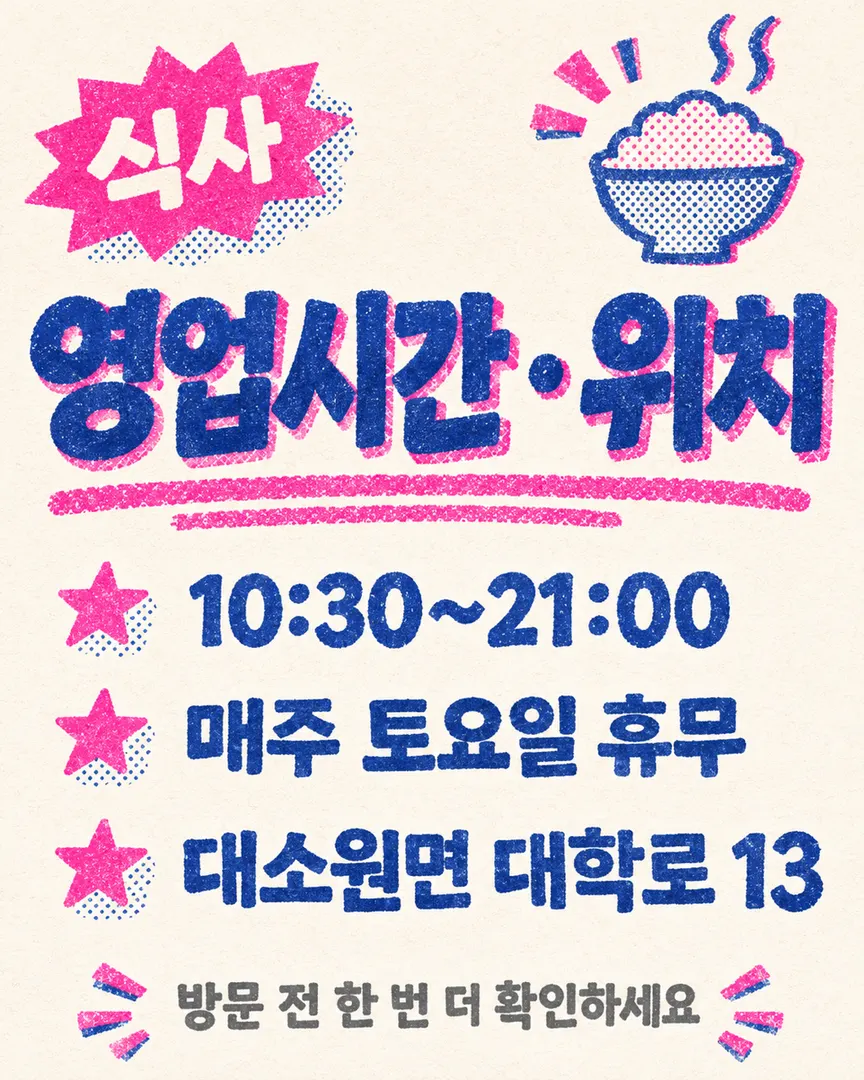 식사
영업시간·위치
10:30~21:00
매주 토요일 휴무
대소원면 대학로 13
방문 전 한 번 더 확인하세요